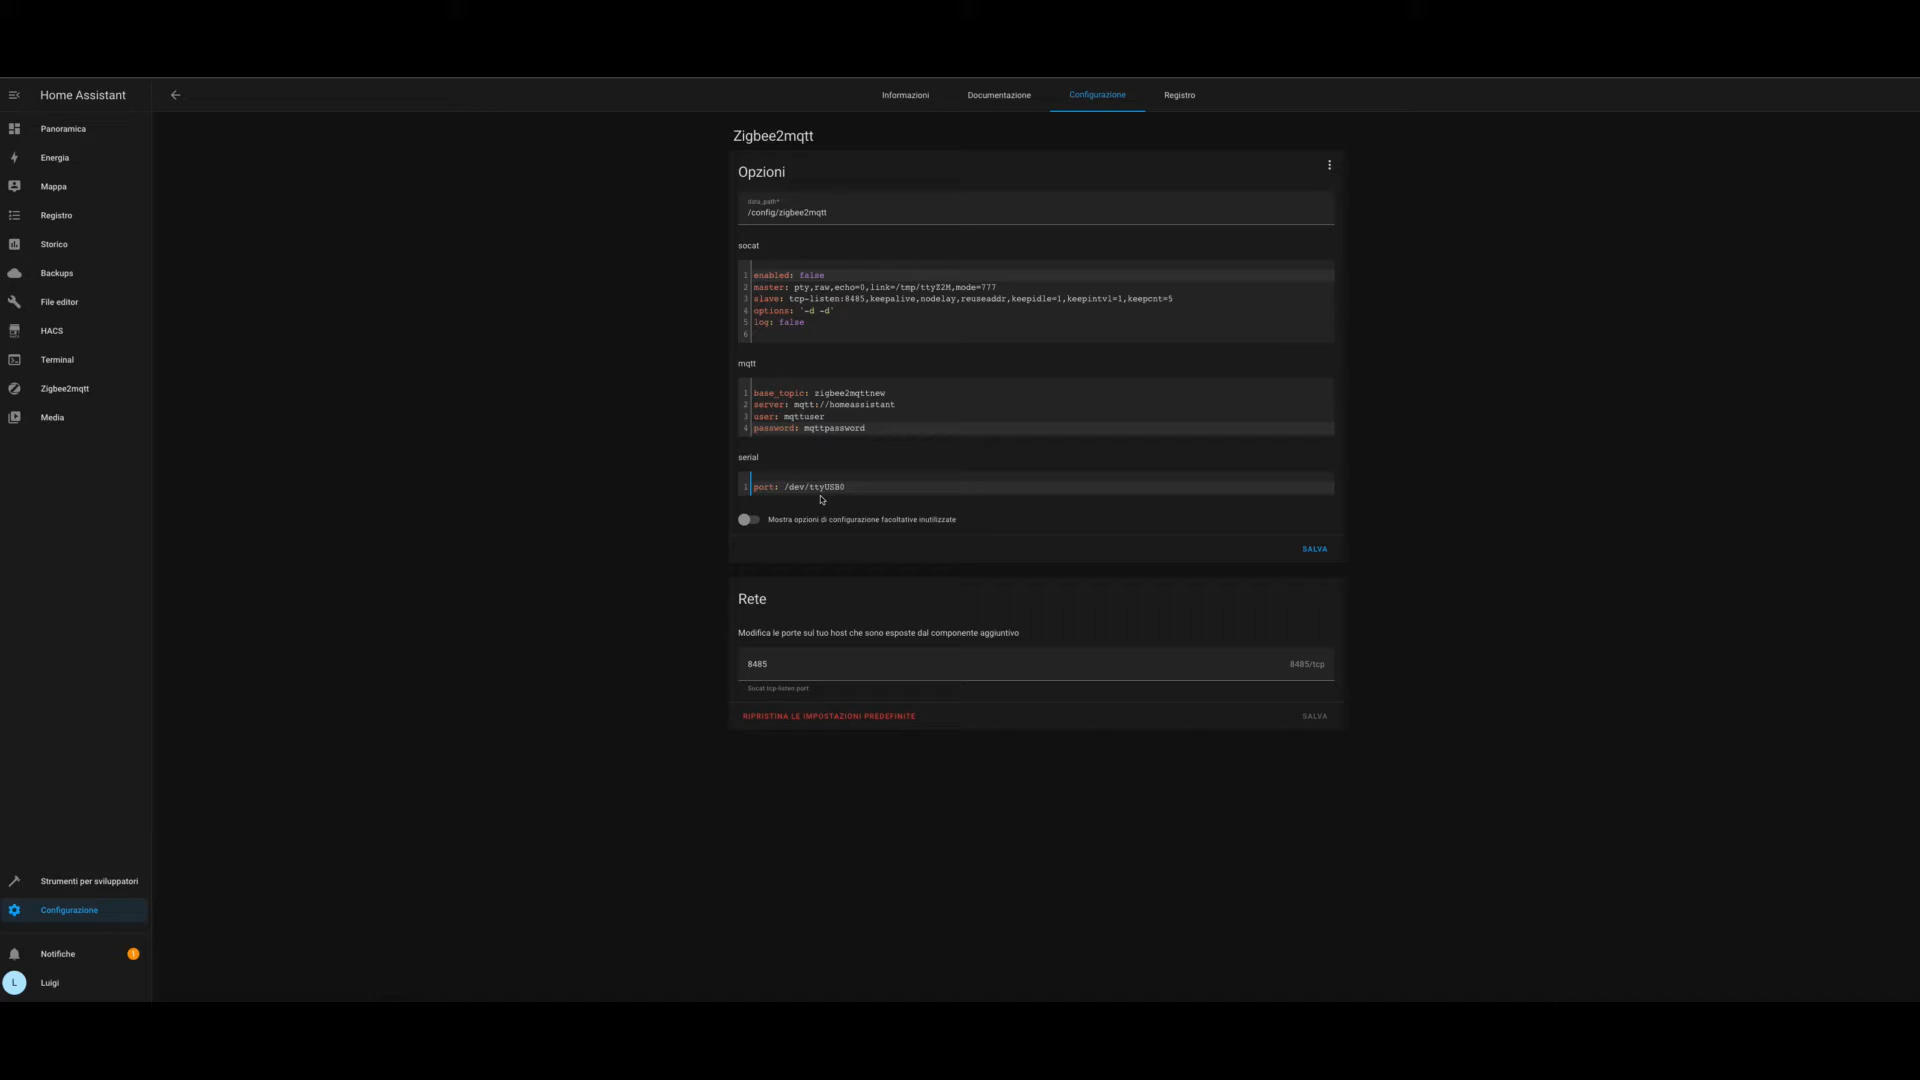 Home Assistant
Informazioni
Documentazione
Configurazione
Registro
Panoramica
Energia
Mappa
Registro
Storico
Backups
File editor
HACS
Terminal
Zigbee2mqtt
Media
Strumenti per sviluppatori
Configurazione
Notifiche
1
L
Luigi
Zigbee2mqtt
Opzioni
data_path*
/config/zigbee2mqtt
socat
1 enabled: false
2 master: pty,raw,echo=0,link=/tmp/ttyZ2M,mode=777
3 slave: tcp-listen:8485,keepalive,nodelay,reuseaddr,keepidle=1,keepintvl=1,keepcnt=5
4 options: '-d -d'
5 log: false
6
mqtt
1 base_topic: zigbee2mqttnew
2 server: mqtt://homeassistant
3 user: mqttuser
4 password: mqttpassword
serial
1 port: /dev/ttyUSB0
Mostra opzioni di configurazione facoltative inutilizzate
SALVA
Rete
Modifica le porte sul tuo host che sono esposte dal componente aggiuntivo
8485
8485/tcp
Socat tcp-listen port
RIPRISTINA LE IMPOSTAZIONI PREDEFINITE
SALVA